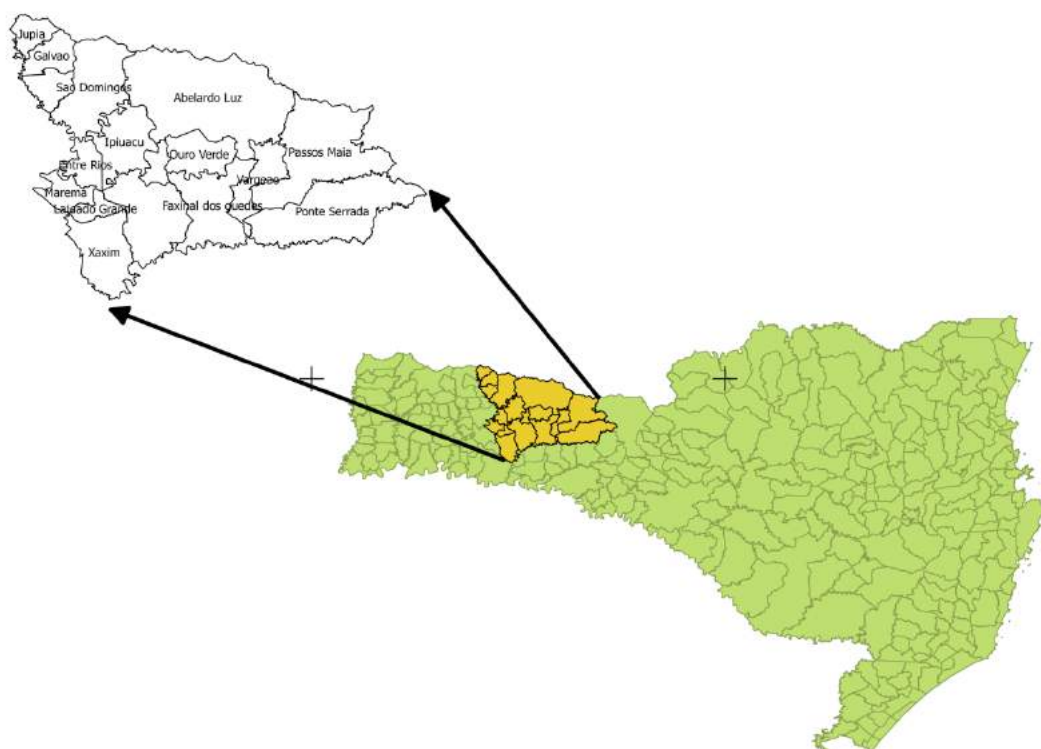 Jupia
Galvao
Sao Domingos
Abelardo Luz
Ipiuacu
Ouro Verde
Passos Maia
Entre Rios
Vargeao
Marema
Faxinal dos guedes
Lajeado Grande
Ponte Serrada
Xaxim